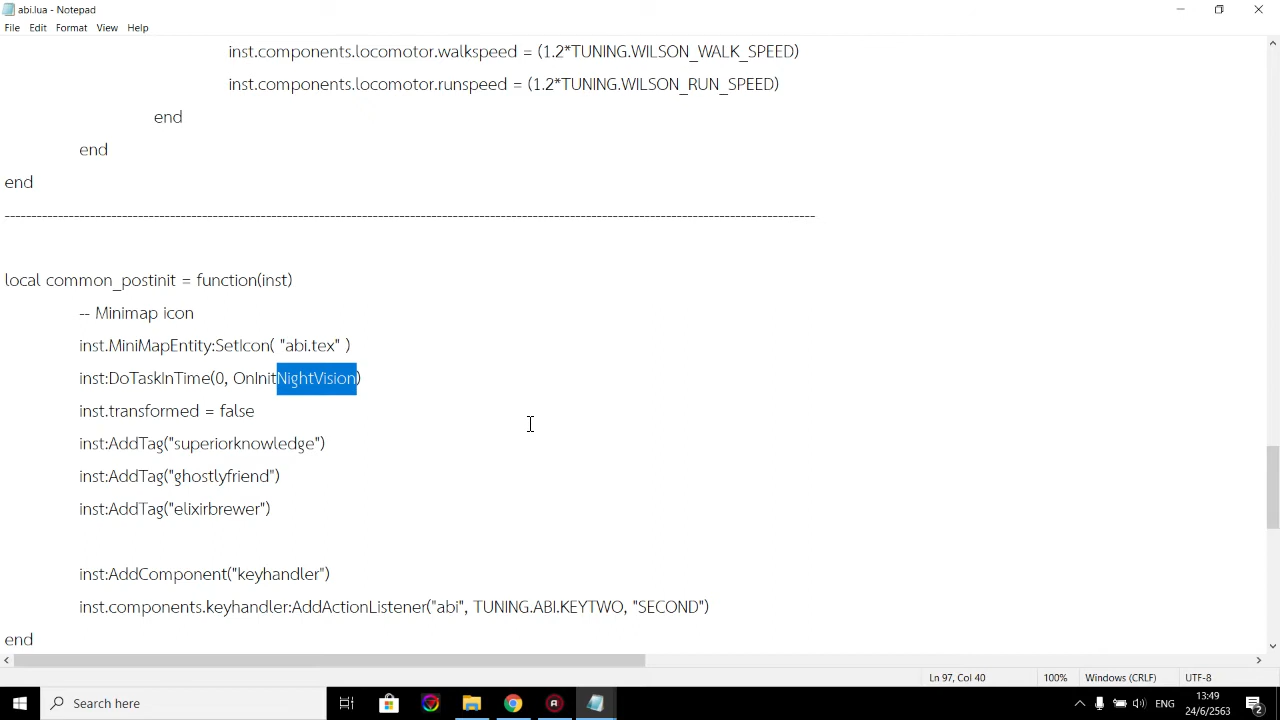 abi.lua - Notepad
File Edit Format View Help
inst.components.locomotor.walkspeed = (1.2*TUNING.WILSON_WALK_SPEED)
inst.components.locomotor.runspeed = (1.2*TUNING.WILSON_RUN_SPEED)
end
end
end
------------------------------------------------------------------------------------------------------------------------------------------------------
local common_postinit = function(inst)
-- Minimap icon
inst.MiniMapEntity:SetIcon( "abi.tex" )
inst:DoTaskInTime(0, OnInitNightVision)
inst.transformed = false
inst:AddTag("superiorknowledge")
inst:AddTag("ghostlyfriend")
inst:AddTag("elixirbrewer")
inst:AddComponent("keyhandler")
inst.components.keyhandler:AddActionListener("abi", TUNING.ABI.KEYTWO, "SECOND")
end
Ln 97, Col 40 100% Windows (CRLF) UTF-8
Search here ENG 13:49
24/6/2563 2